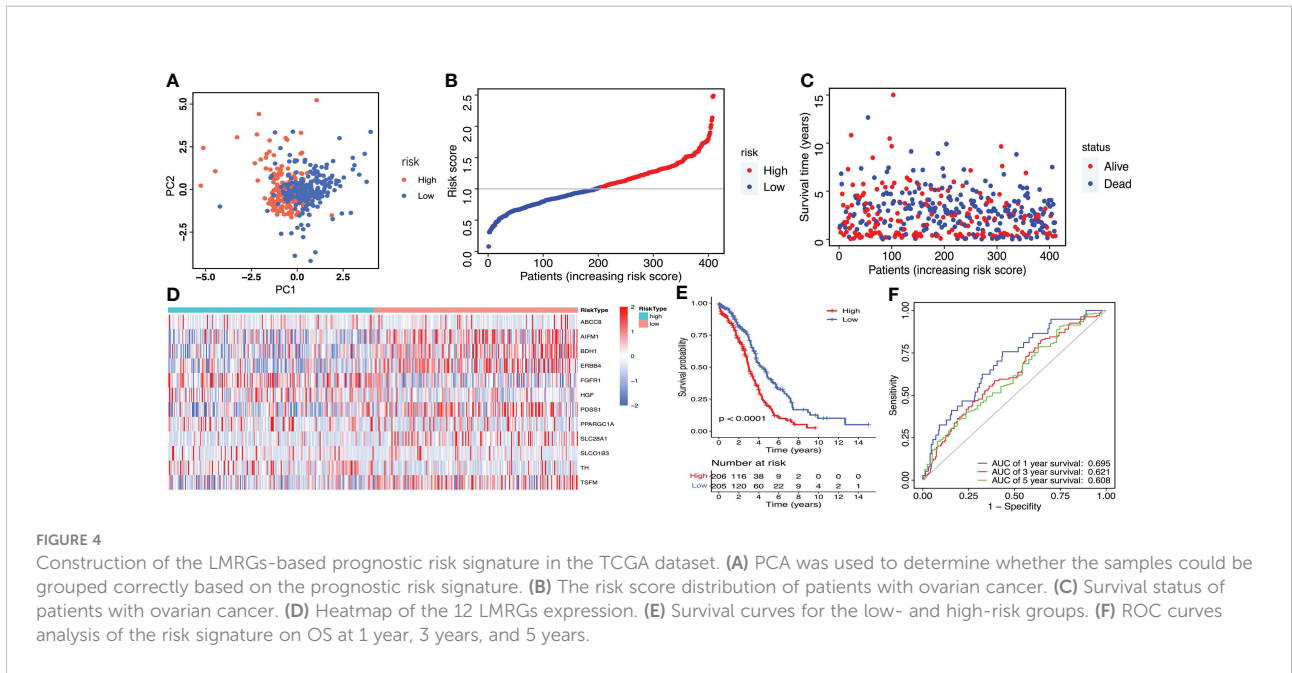 A
5.0
2.5
0.0
−2.5
PC2
−5.0
−2.5
0.0
2.5
PC1
risk
High
Low
B
2.5
2.0
1.5
1.0
0.5
0.0
Risk score
0
100
200
300
400
Patients (increasing risk score)
risk
High
Low
C
15
10
5
0
Survival time (years)
0
100
200
300
400
Patients (increasing risk score)
status
Alive
Dead
D
RiskType
ABCC8
AIFM1
BDH1
ERBB4
FGFR1
HGF
PDSS1
PPARGC1A
SLC28A1
SLCO1B3
TH
TSFM
2
1
0
−1
−2
RiskType
high
low
E
High
Low
1.00
0.75
0.50
0.25
0.00
Survival probability
p < 0.0001
0 2 4 6 8 10 12 14
Time (years)
Number at risk
High 206 116 38 9 2 0 0 0
Low 205 120 60 22 9 4 2 1
0 2 4 6 8 10 12 14
Time (years)
F
1.00
0.75
0.50
0.25
0.00
Sensitivity
AUC of 1 year survival: 0.695
AUC of 3 year survival: 0.621
AUC of 5 year survival: 0.608
0.00 0.25 0.50 0.75 1.00
1 − Specifity
FIGURE 4
Construction of the LMRGs-based prognostic risk signature in the TCGA dataset. (A) PCA was used to determine whether the samples could be
grouped correctly based on the prognostic risk signature. (B) The risk score distribution of patients with ovarian cancer. (C) Survival status of
patients with ovarian cancer. (D) Heatmap of the 12 LMRGs expression. (E) Survival curves for the low- and high-risk groups. (F) ROC curves
analysis of the risk signature on OS at 1 year, 3 years, and 5 years.